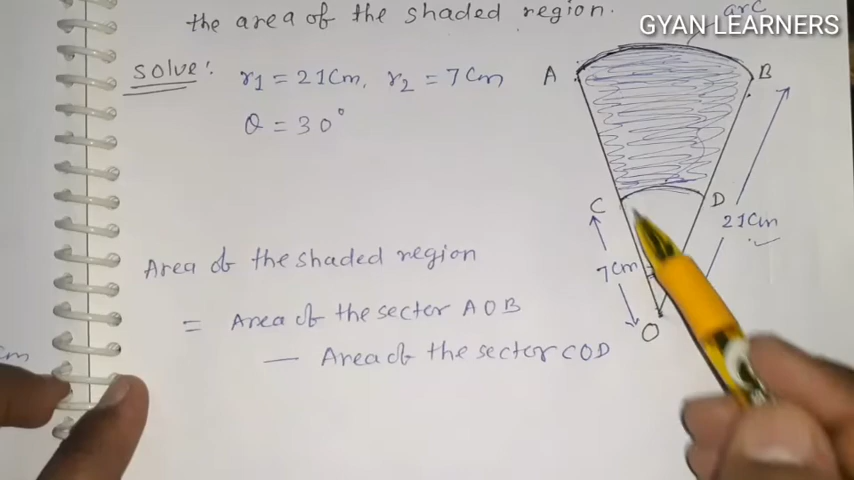 the area of the shaded region.
arc
GYAN LEARNERS
Solve:
r1 = 21cm, r2 = 7cm
θ = 30°
A
B
C
D
21cm
7cm
O
Area of the shaded region
= Area of the sector AOB
— Area of the sector COD
cm